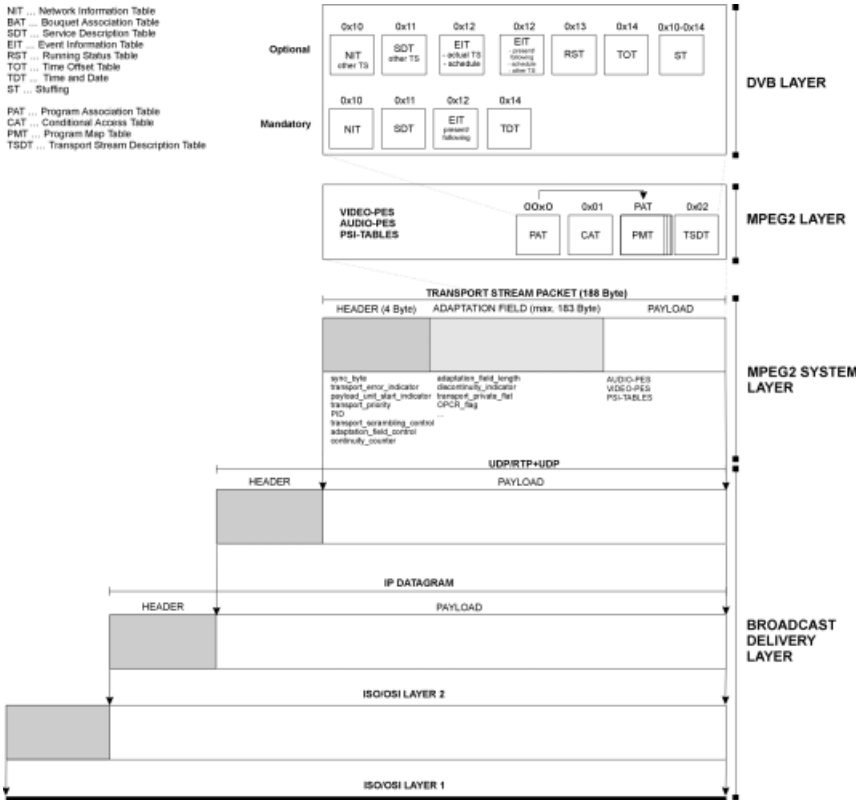 NIT ... Network Information Table
BAT ... Bouquet Association Table
SDT ... Service Description Table
EIT ... Event Information Table
RST ... Running Status Table
TOT ... Time Offset Table
TDT ... Time and Date
ST ... Stuffing
PAT ... Program Association Table
CAT ... Conditional Access Table
PMT ... Program Map Table
TSDT ... Transport Stream Description Table
0x10 0x11 0x12 0x12 0x13 0x14 0x10-0x14
Optional
NIT other TS
SDT other TS
EIT - actual TS - schedule
EIT - present/ following - schedule - other TS
RST
TOT
ST
DVB LAYER
0x10 0x11 0x12 0x14
Mandatory
NIT
SDT
EIT present/ following
TDT
VIDEO-PES
AUDIO-PES
PSI-TABLES
00x0 0x01 PAT 0x02
PAT CAT PMT TSDT
MPEG2 LAYER
TRANSPORT STREAM PACKET (188 Byte)
HEADER (4 Byte) ADAPTATION FIELD (max. 183 Byte) PAYLOAD
MPEG2 SYSTEM
LAYER
sync_byte
transport_error_indicator
payload_unit_start_indicator
transport_priority
PID
transport_scrambling_control
adaptation_field_control
continuity_counter
adaptation_field_length
discontinuity_indicator
transport_private_flat
OPCR_flag
...
AUDIO-PES
VIDEO-PES
PSI-TABLES
UDP/RTP+UDP
HEADER PAYLOAD
IP DATAGRAM
HEADER PAYLOAD
BROADCAST
DELIVERY
LAYER
ISO/OSI LAYER 2
ISO/OSI LAYER 1